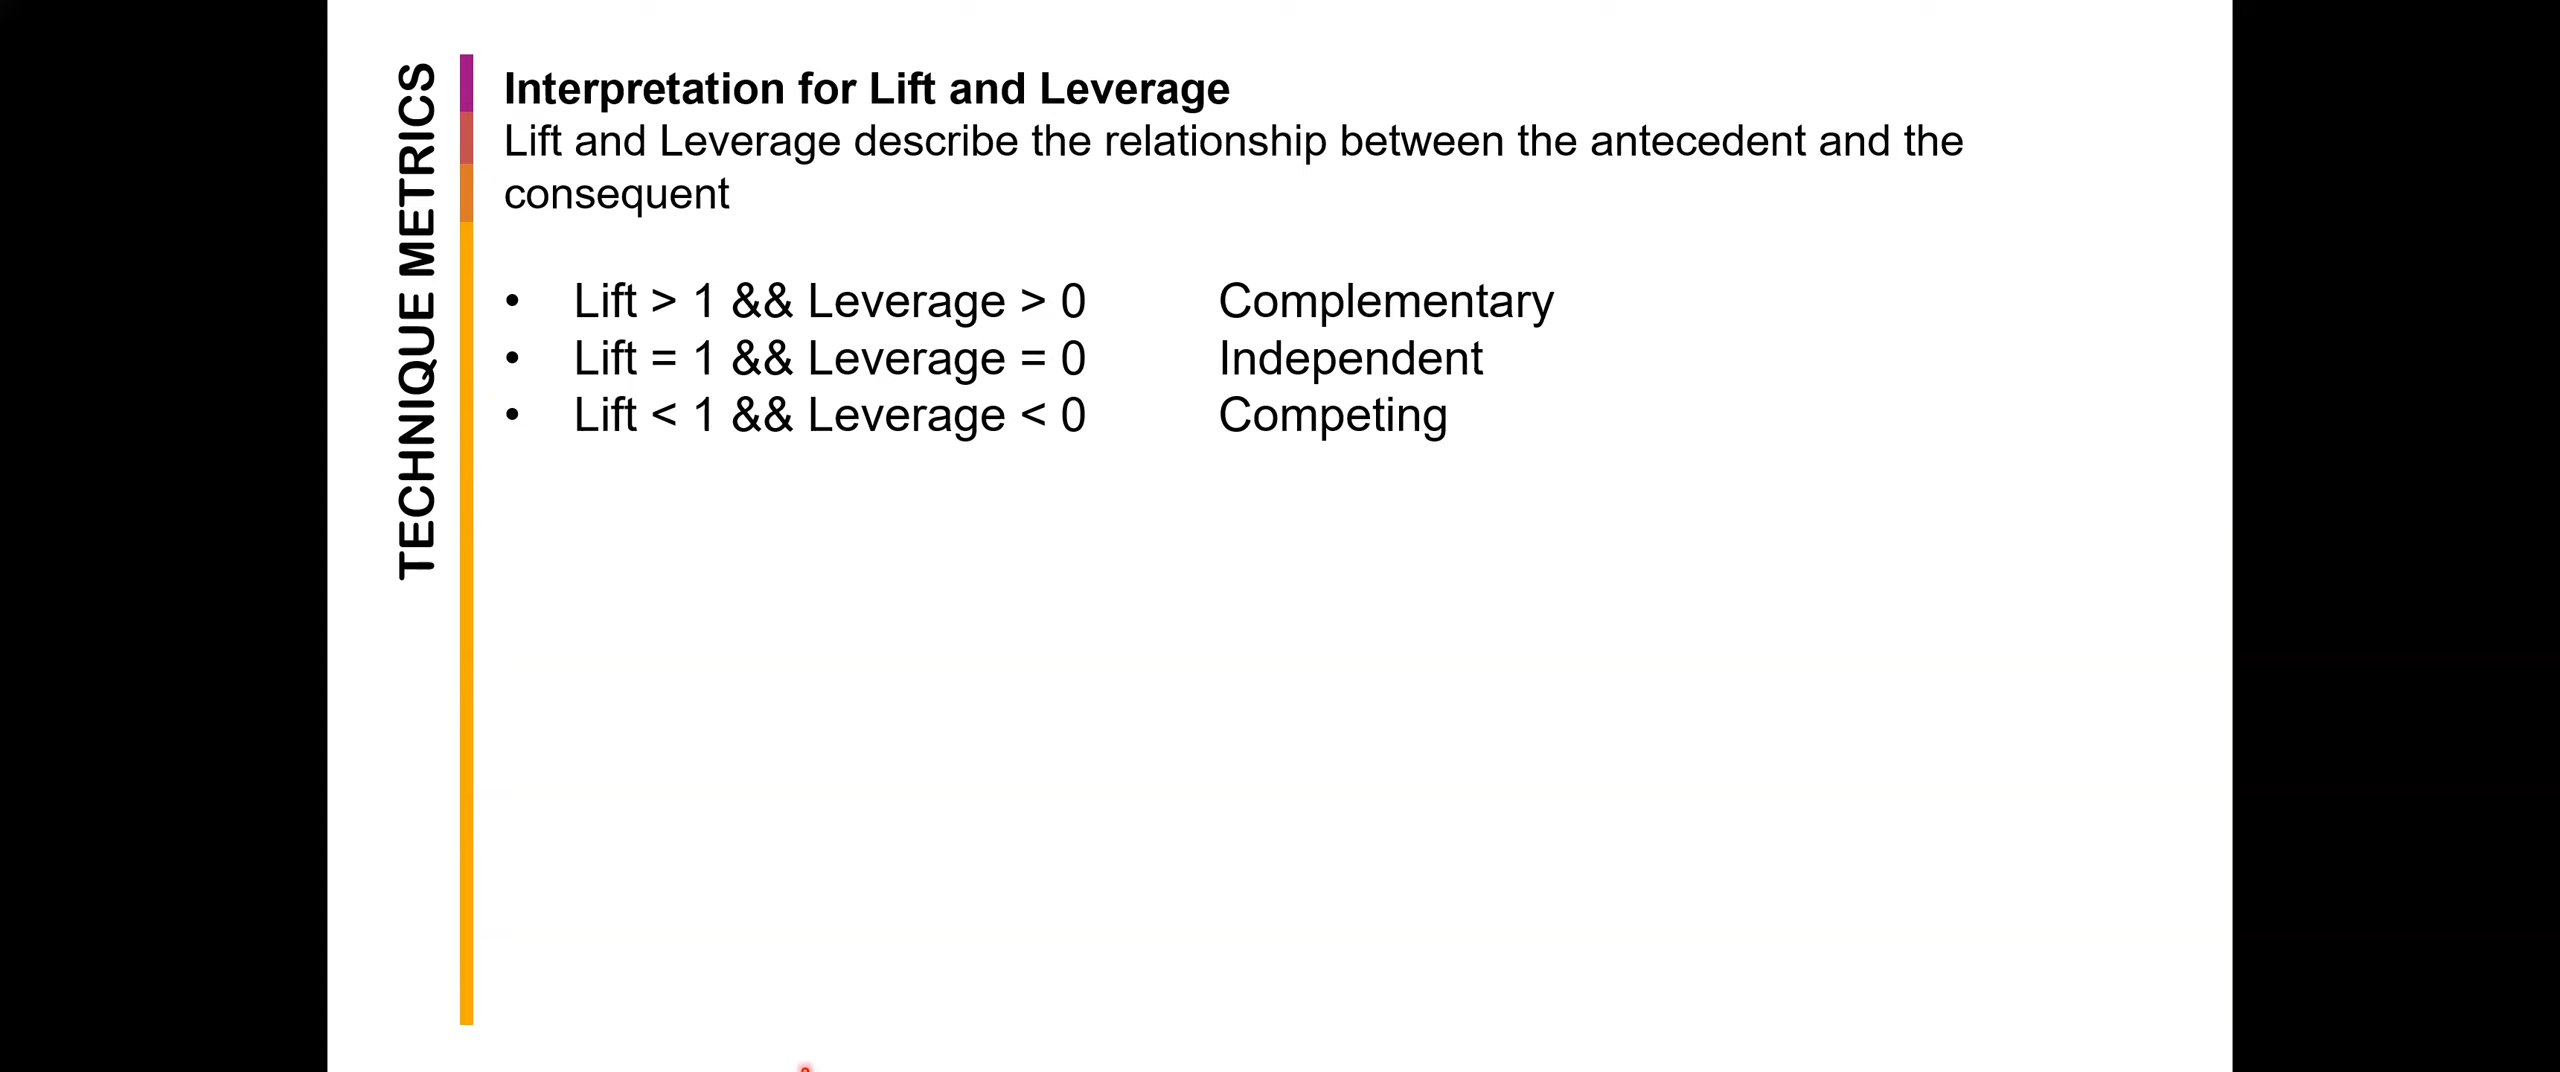 TECHNIQUE METRICS
Interpretation for Lift and Leverage
Lift and Leverage describe the relationship between the antecedent and the
consequent
• Lift > 1 && Leverage > 0 Complementary
• Lift = 1 && Leverage = 0 Independent
• Lift < 1 && Leverage < 0 Competing